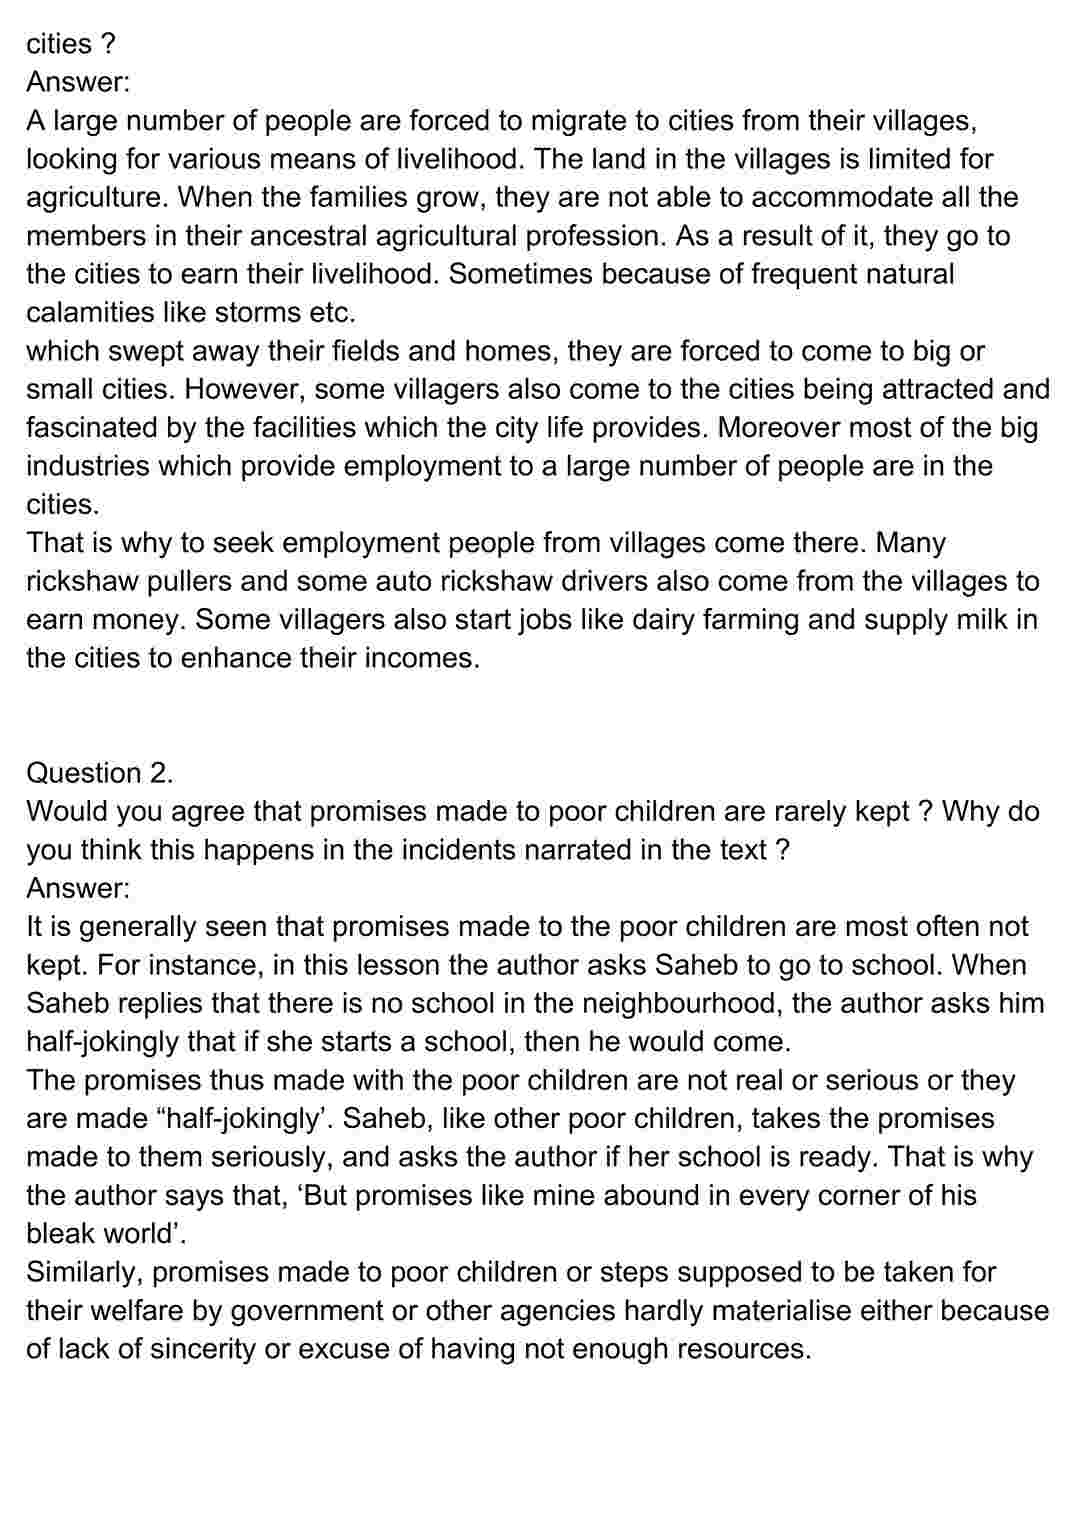 cities ?
Answer:
A large number of people are forced to migrate to cities from their villages,
looking for various means of livelihood. The land in the villages is limited for
agriculture. When the families grow, they are not able to accommodate all the
members in their ancestral agricultural profession. As a result of it, they go to
the cities to earn their livelihood. Sometimes because of frequent natural
calamities like storms etc.
which swept away their fields and homes, they are forced to come to big or
small cities. However, some villagers also come to the cities being attracted and
fascinated by the facilities which the city life provides. Moreover most of the big
industries which provide employment to a large number of people are in the
cities.
That is why to seek employment people from villages come there. Many
rickshaw pullers and some auto rickshaw drivers also come from the villages to
earn money. Some villagers also start jobs like dairy farming and supply milk in
the cities to enhance their incomes.
Question 2.
Would you agree that promises made to poor children are rarely kept ? Why do
you think this happens in the incidents narrated in the text ?
Answer:
It is generally seen that promises made to the poor children are most often not
kept. For instance, in this lesson the author asks Saheb to go to school. When
Saheb replies that there is no school in the neighbourhood, the author asks him
half-jokingly that if she starts a school, then he would come.
The promises thus made with the poor children are not real or serious or they
are made “half-jokingly’. Saheb, like other poor children, takes the promises
made to them seriously, and asks the author if her school is ready. That is why
the author says that, ‘But promises like mine abound in every corner of his
bleak world’.
Similarly, promises made to poor children or steps supposed to be taken for
their welfare by government or other agencies hardly materialise either because
of lack of sincerity or excuse of having not enough resources.